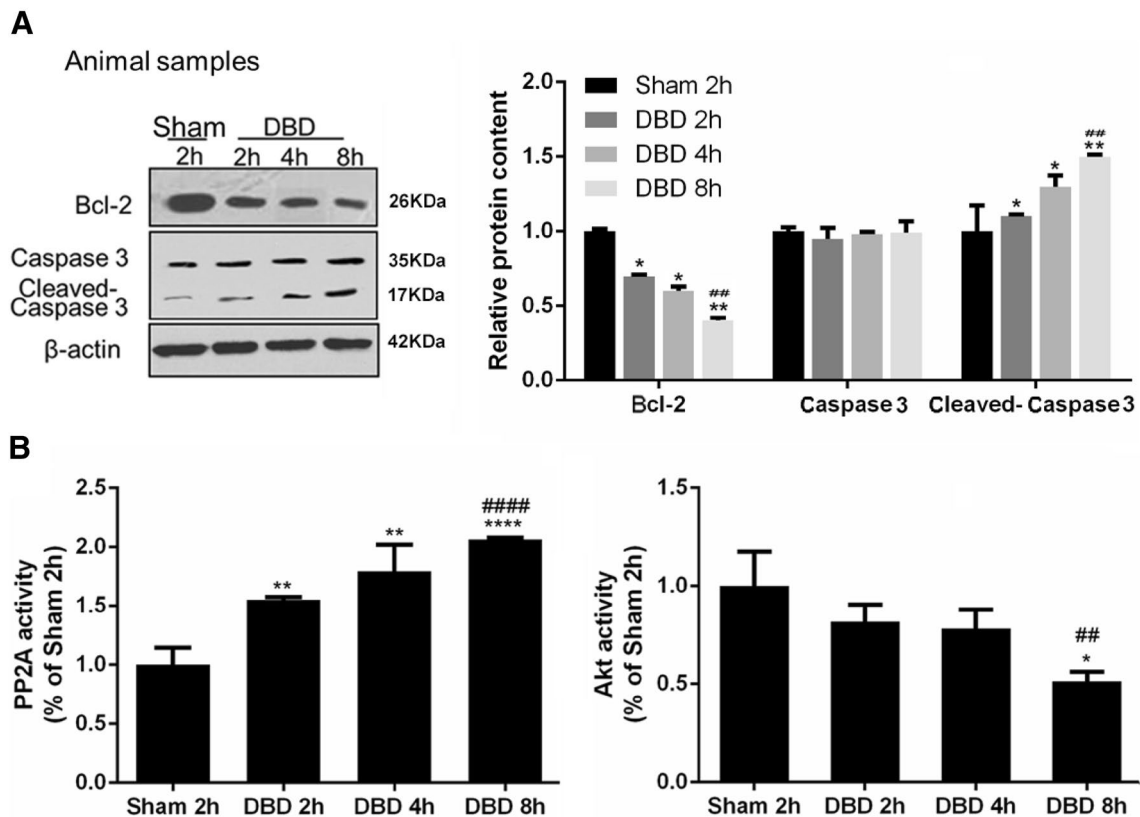 A
Animal samples
Sham DBD
2h 2h 4h 8h
Bcl-2 26KDa
Caspase 3 35KDa
Cleaved-
Caspase 3 17KDa
β-actin 42KDa
Relative protein content
2.0
1.5
1.0
0.5
0.0
Sham 2h
DBD 2h
DBD 4h
DBD 8h
* * ## **
* * ## **
Bcl-2 Caspase 3 Cleaved- Caspase 3
B
PP2A activity
(% of Sham 2h)
2.5
2.0
1.5
1.0
0.5
0.0
** ** #### ****
Sham 2h DBD 2h DBD 4h DBD 8h
Akt activity
(% of Sham 2h)
1.5
1.0
0.5
0.0
##
*
Sham 2h DBD 2h DBD 4h DBD 8h